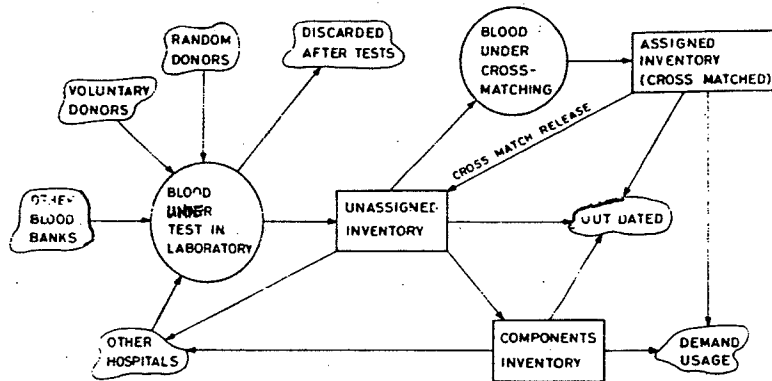 RANDOM
DONORS
DISCARDED
AFTER TESTS
BLOOD
UNDER
CROSS-
MATCHING
ASSIGNED
INVENTORY
(CROSS MATCHED)
VOLUNTARY
DONORS
CROSS MATCH RELEASE
OTHER
BLOOD
BANKS
BLOOD
UNDER
TEST IN
LABORATORY
UNASSIGNED
INVENTORY
OUT DATED
OTHER
HOSPITALS
COMPONENTS
INVENTORY
DEMAND
USAGE